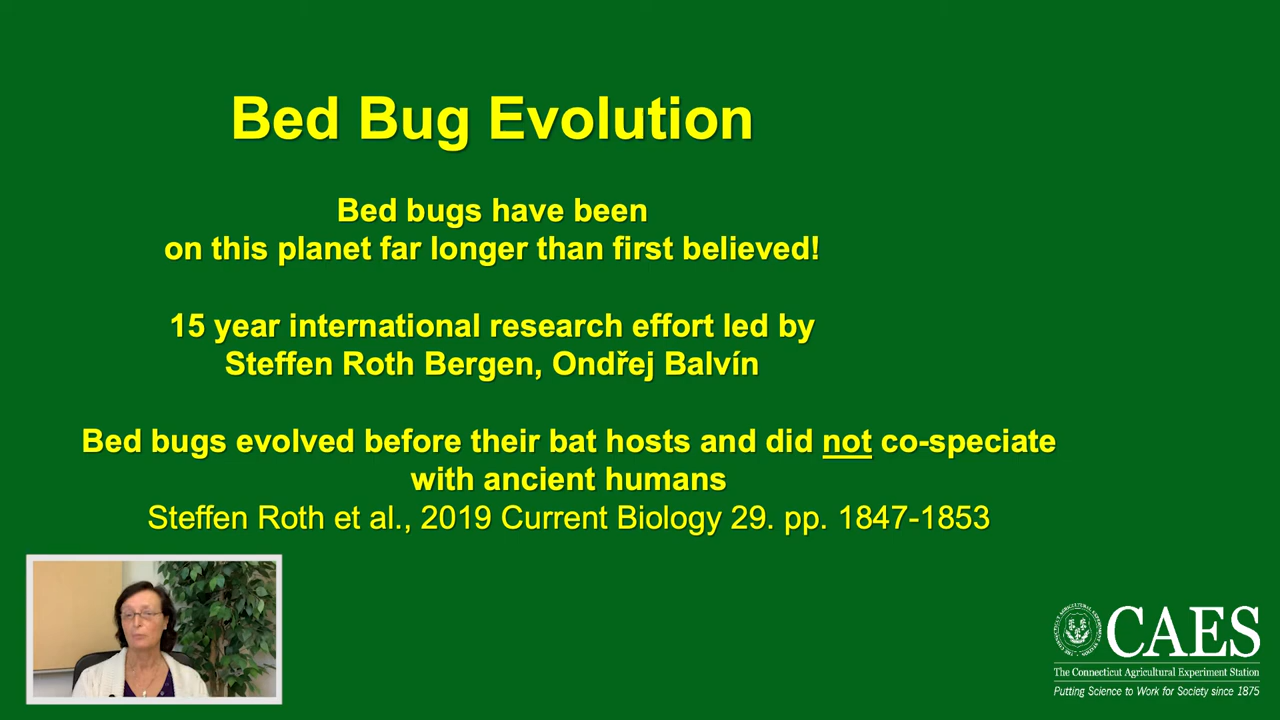 Bed Bug Evolution
Bed bugs have been
on this planet far longer than first believed!
15 year international research effort led by
Steffen Roth Bergen, Ondřej Balvín
Bed bugs evolved before their bat hosts and did not co-speciate
with ancient humans
Steffen Roth et al., 2019 Current Biology 29. pp. 1847-1853
CAES
The Connecticut Agricultural Experiment Station
Putting Science to Work for Society since 1875